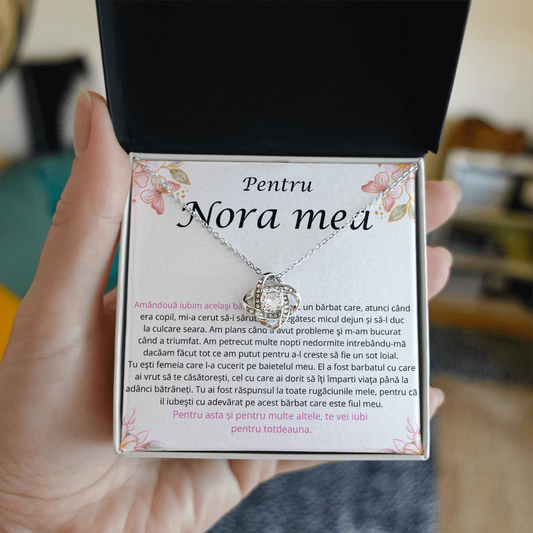 Pentru
Nora mea
Amândouă iubim același un bărbat care, atunci când
era copil, mi-a cerut să-i săru micul dejun și să-l duc
la culcare seara. Am plans când a avut probleme şi m-am bucurat
când a triumfat. Am petrecut multe nopti nedormite intrebându-mă
dacăam făcut tot ce am putut pentru a-l creste să fie un sot loial.
Tu ești femeia care l-a cucerit pe baietelul meu. El a fost barbatul cu care
ai vrut să te căsătorești, cel cu care ai dorit să îţi împarti viața până la
adânci bătrâneți. Tu ai fost răspunsul la toate rugăciunile mele, pentru că
il iubești cu adevărat pe acest bărbat care este fiul meu.
Pentru asta și pentru multe altele, te vei iubi
pentru totdeauna.